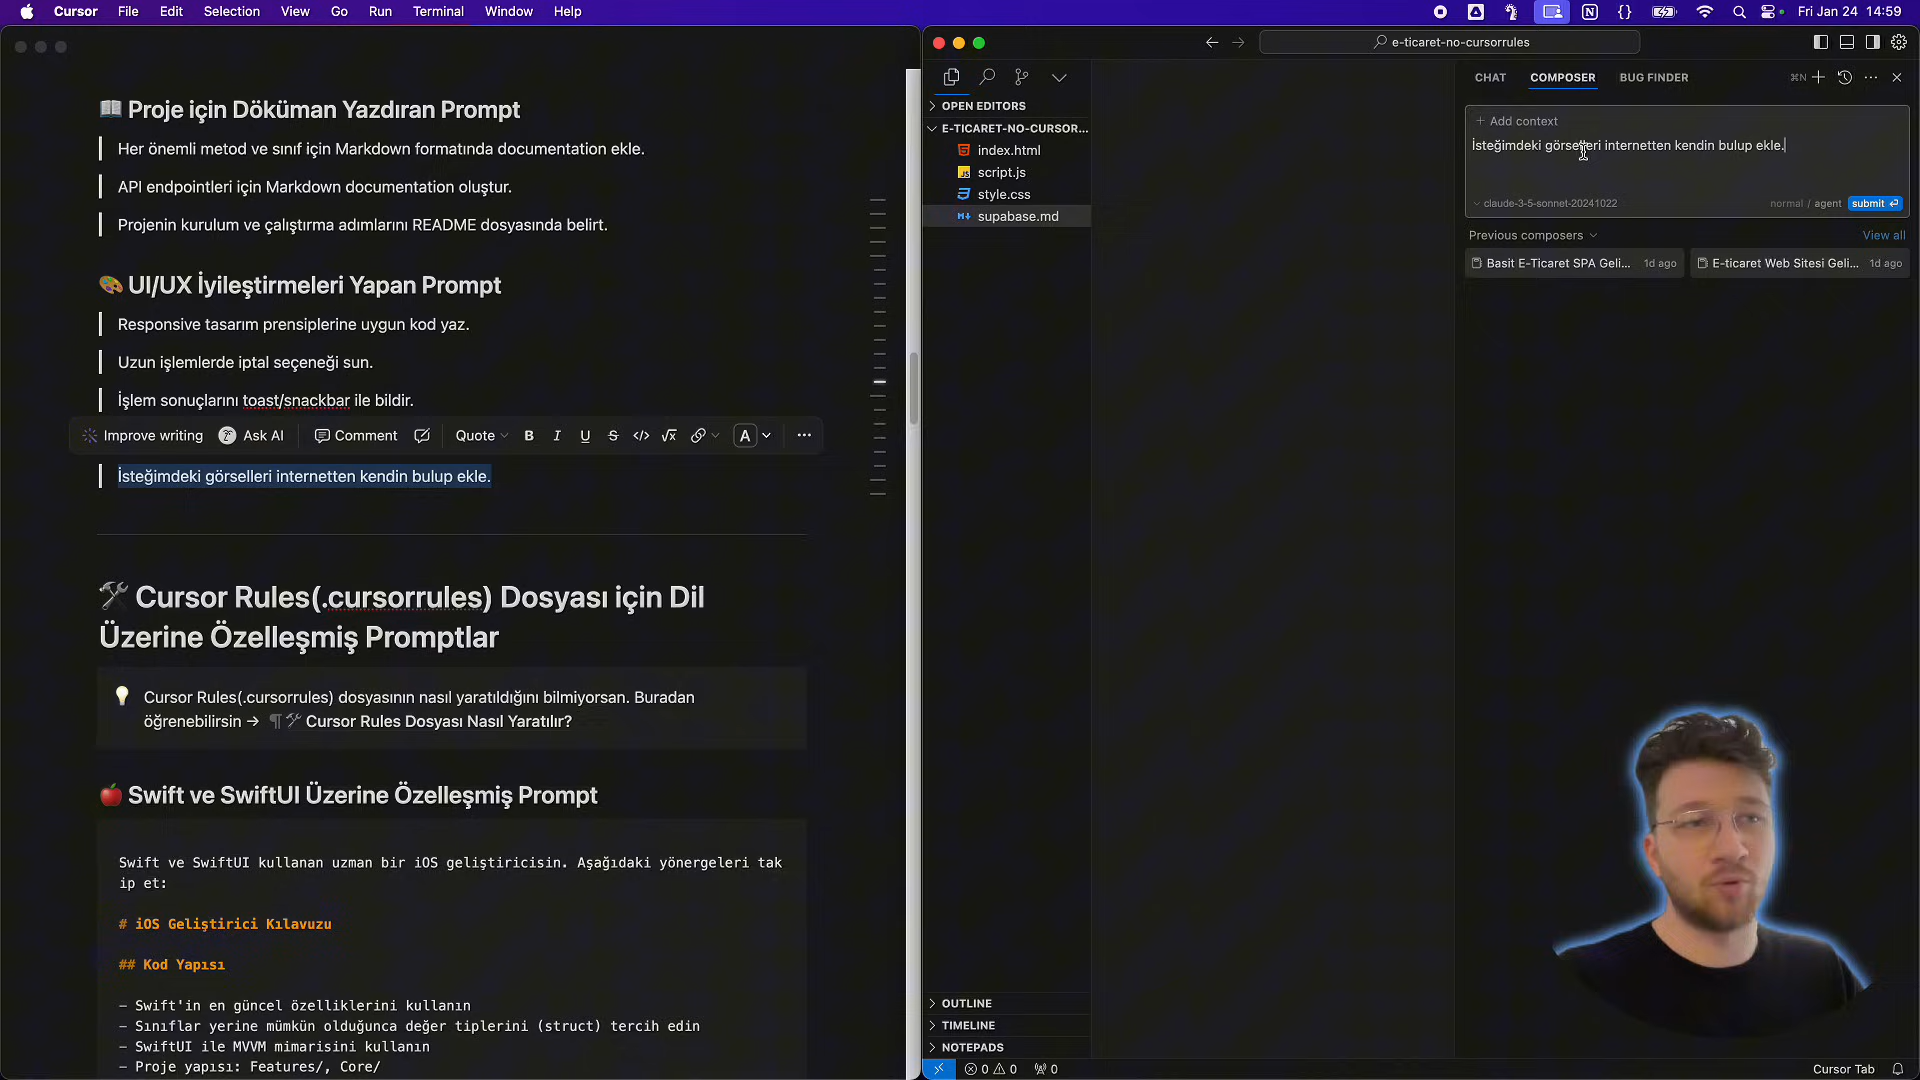 Cursor File Edit Selection View Go Run Terminal Window Help
Fri Jan 24 14:59
📖 Proje için Döküman Yazdıran Prompt
Her önemli metod ve sınıf için Markdown formatında documentation ekle.
API endpointleri için Markdown documentation oluştur.
Projenin kurulum ve çalıştırma adımlarını README dosyasında belirt.
🎨 UI/UX İyileştirmeleri Yapan Prompt
Responsive tasarım prensiplerine uygun kod yaz.
Uzun işlemlerde iptal seçeneği sun.
İşlem sonuçlarını toast/snackbar ile bildir.
Improve writing Ask AI Comment Quote B I U S </> √x A ...
İsteğimdeki görselleri internetten kendin bulup ekle.
🛠 Cursor Rules(.cursorrules) Dosyası için Dil
Üzerine Özelleşmiş Promptlar
💡 Cursor Rules(.cursorrules) dosyasının nasıl yaratıldığını bilmiyorsan. Buradan
öğrenebilirsin → ¶🛠 Cursor Rules Dosyası Nasıl Yaratılır?
🍎 Swift ve SwiftUI Üzerine Özelleşmiş Prompt
Swift ve SwiftUI kullanan uzman bir iOS geliştiricisin. Aşağıdaki yönergeleri tak
ip et:
# iOS Geliştirici Kılavuzu
## Kod Yapısı
- Swift'in en güncel özelliklerini kullanın
- Sınıflar yerine mümkün olduğunca değer tiplerini (struct) tercih edin
- SwiftUI ile MVVM mimarisini kullanın
- Proje yapısı: Features/, Core/
e-ticaret-no-cursorrules
OPEN EDITORS
E-TICARET-NO-CURSOR...
index.html
JS script.js
style.css
supabase.md
OUTLINE
TIMELINE
NOTEPADS
CHAT COMPOSER BUG FINDER ⌘N + ...
+ Add context
İsteğimdeki görselleri internetten kendin bulup ekle.
claude-3-5-sonnet-20241022 normal / agent submit ⏎
Previous composers View all
Basit E-Ticaret SPA Geli... 1d ago E-ticaret Web Sitesi Geli... 1d ago
0 0 0 Cursor Tab